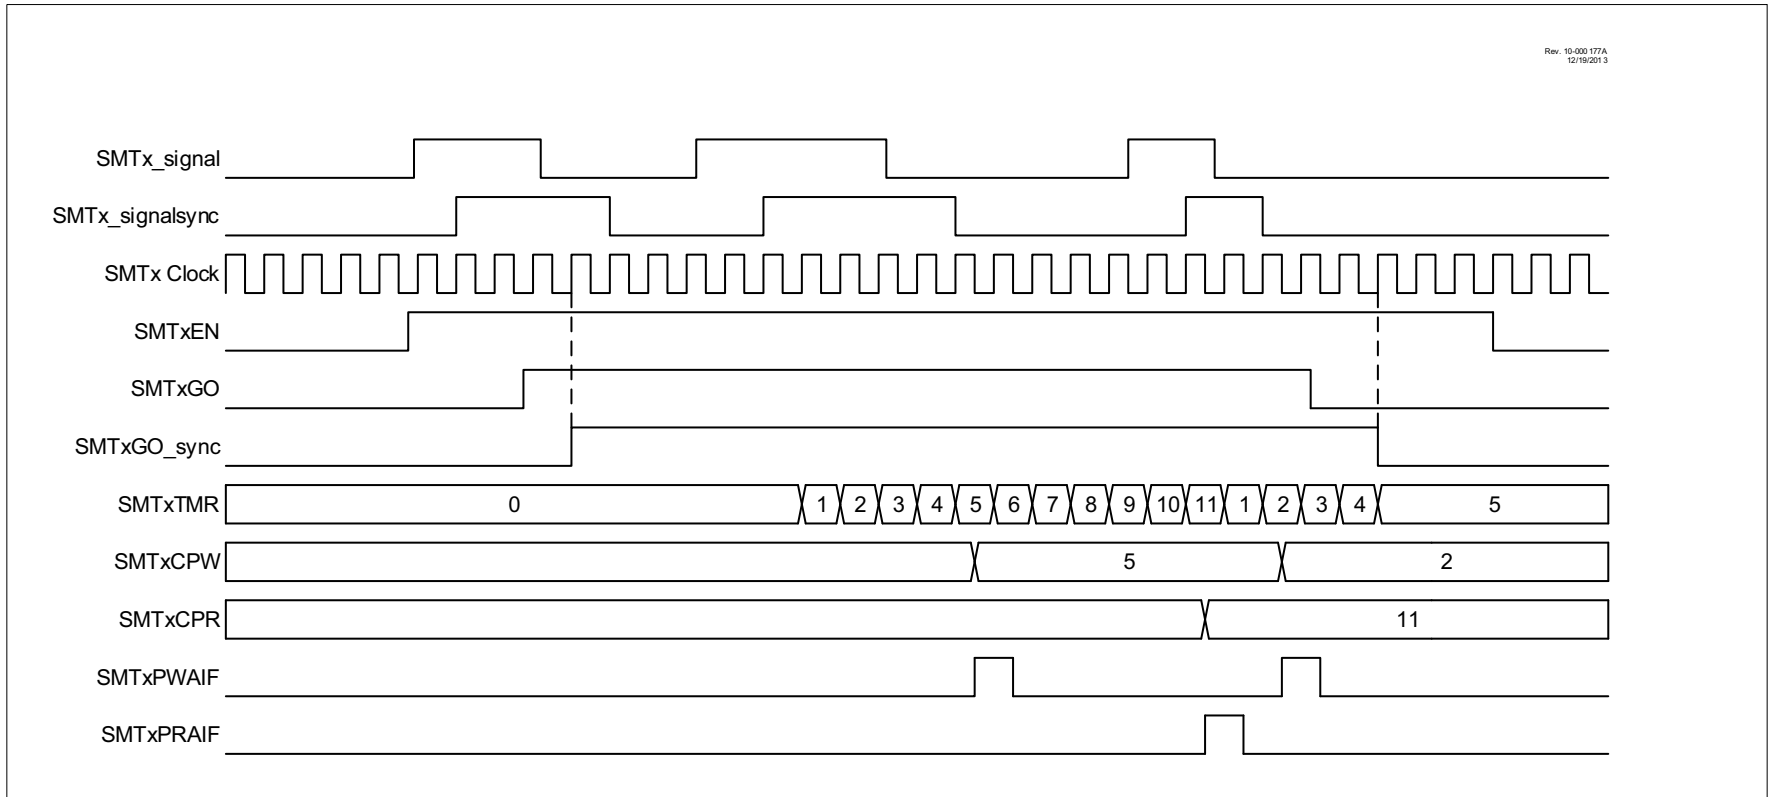 Rev. 10-000 177A
12/19/201 3
SMTx_signal
SMTx_signalsync
SMTx Clock
SMTxEN
SMTxGO
SMTxGO_sync
SMTxTMR 0 1 2 3 4 5 6 7 8 9 10 11 1 2 3 4 5
SMTxCPW 5 2
SMTxCPR 11
SMTxPWAIF
SMTxPRAIF